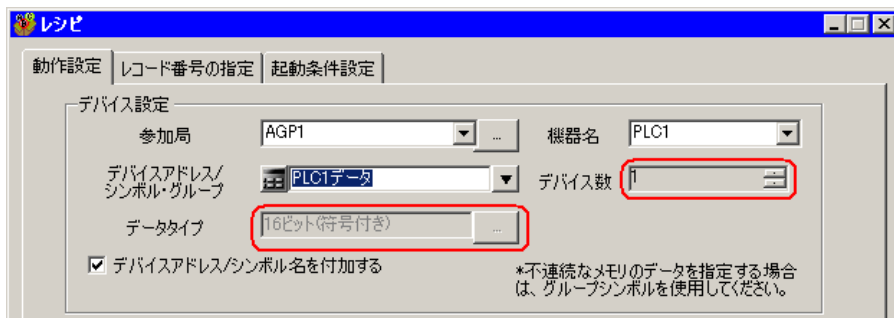 レシピ
動作設定 レコード番号の指定 起動条件設定
デバイス設定
参加局 AGP1 ... 機器名 PLC1
デバイスアドレス/
シンボル・グループ PLC1データ デバイス数 1
データタイプ 16ビット(符号付き) ...
デバイスアドレス/シンボル名を付加する
*不連続なメモリのデータを指定する場合
は、グループシンボルを使用してください。